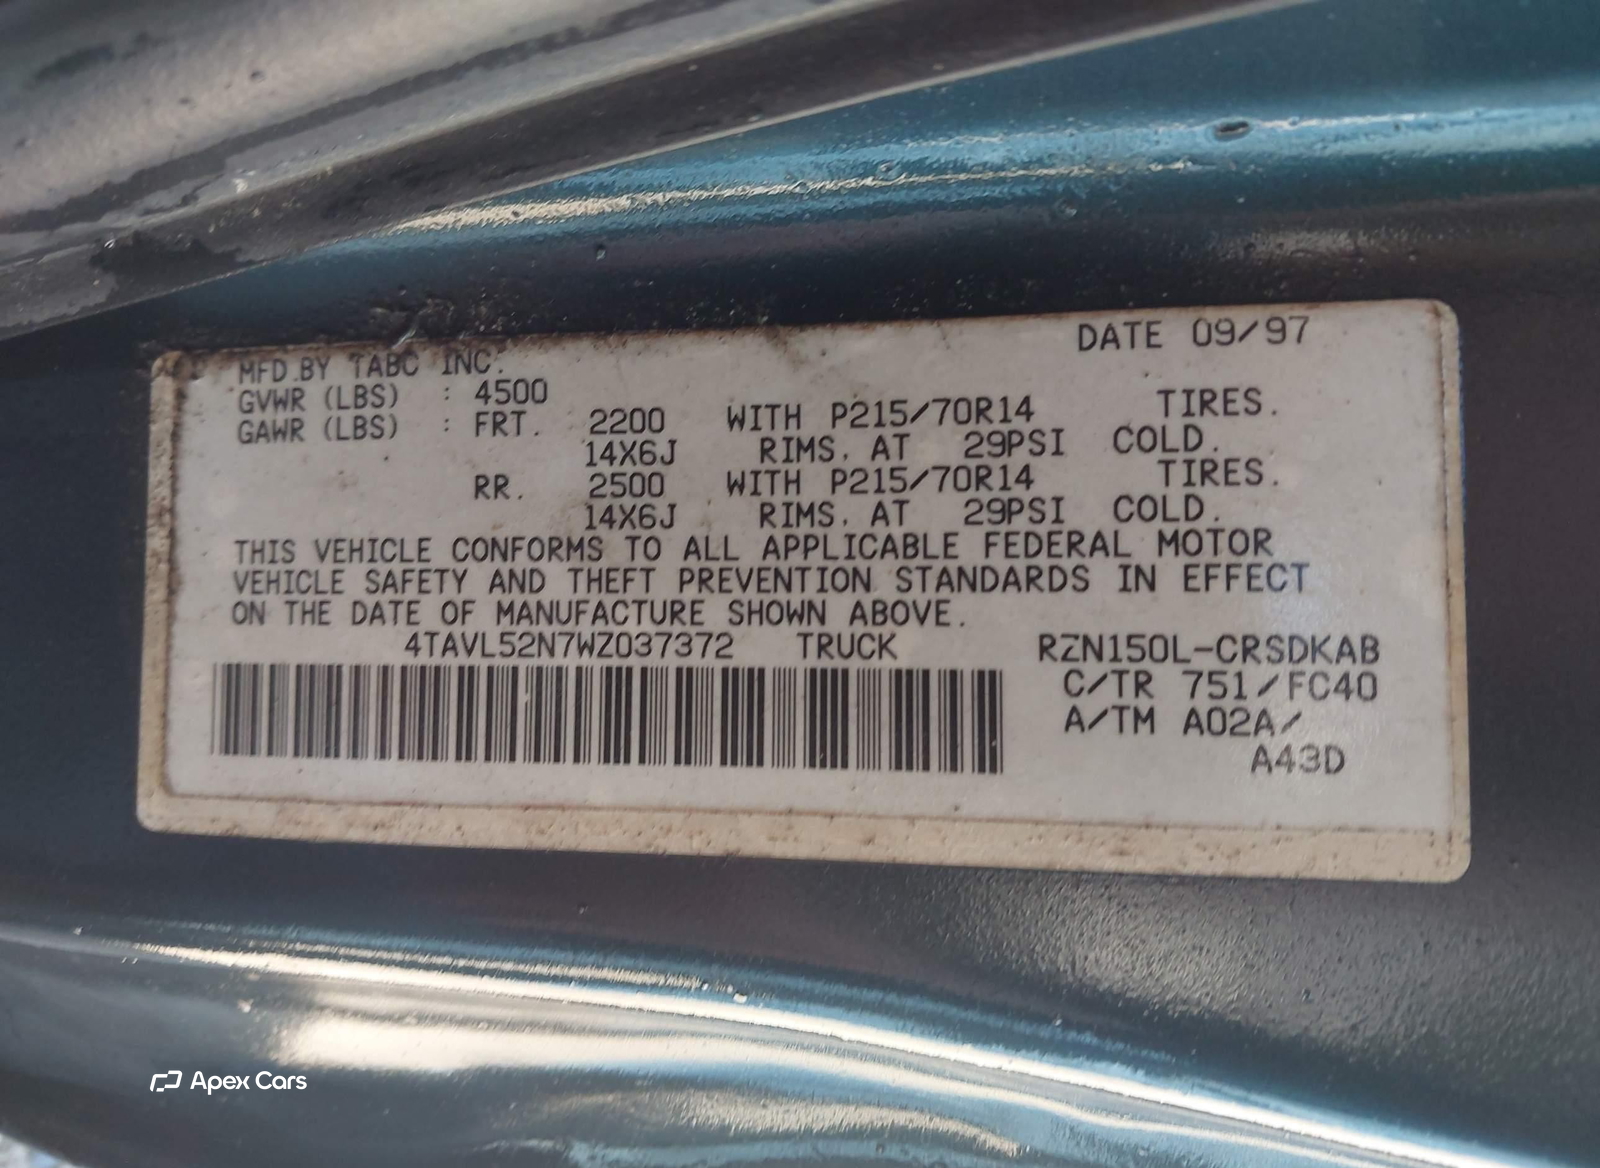 DATE 09/97
MFD.BY TABC INC.
GVWR (LBS) : 4500
GAWR (LBS) : FRT. 2200 WITH P215/70R14 TIRES.
14X6J RIMS. AT 29PSI COLD.
RR. 2500 WITH P215/70R14 TIRES.
14X6J RIMS. AT 29PSI COLD.
THIS VEHICLE CONFORMS TO ALL APPLICABLE FEDERAL MOTOR
VEHICLE SAFETY AND THEFT PREVENTION STANDARDS IN EFFECT
ON THE DATE OF MANUFACTURE SHOWN ABOVE.
4TAVL52N7WZ037372 TRUCK RZN150L-CRSDKAB
C/TR 751/FC40
A/TM A02A/
A43D
Apex Cars